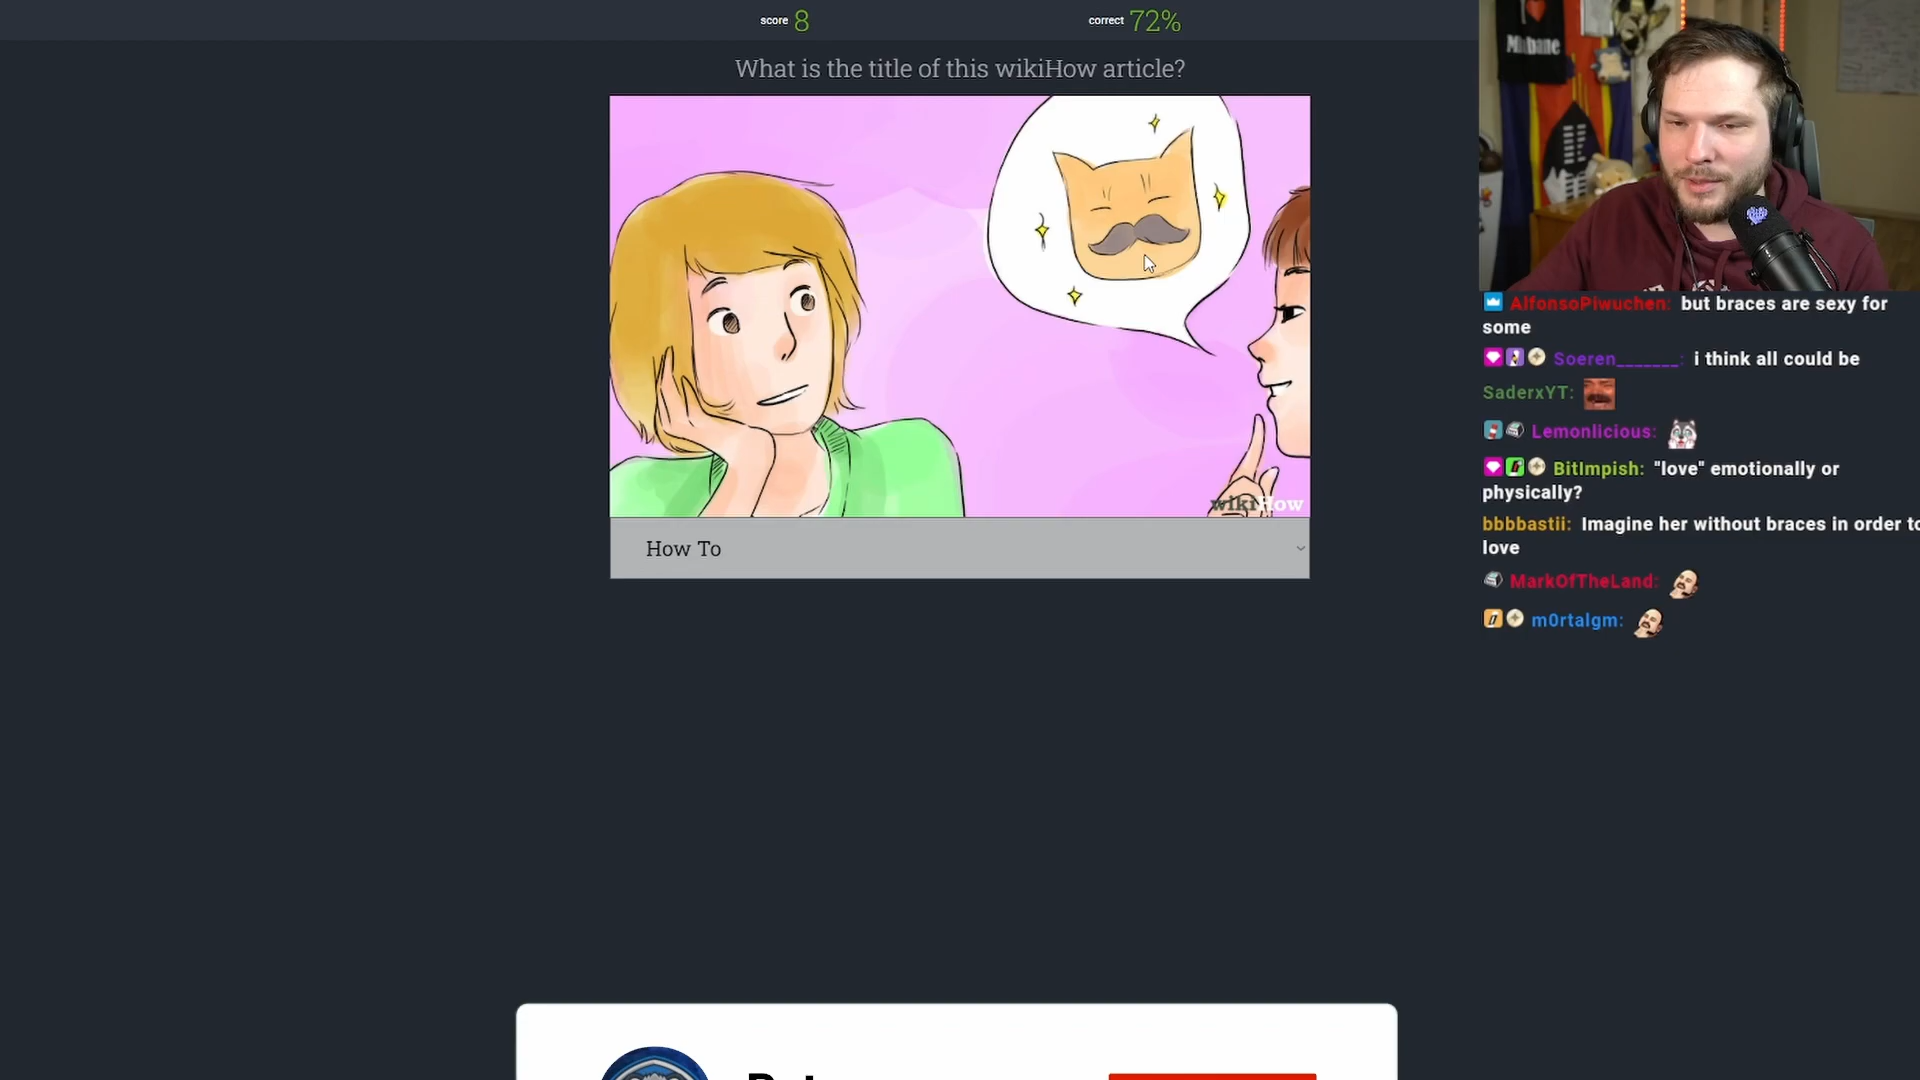 score 8
correct 72%
What is the title of this wikiHow article?
wikiHow
How To
AlfonsoPiwuchen: but braces are sexy for
some
Soeren_______: i think all could be
SaderxYT:
Lemonlicious:
BitImpish: "love" emotionally or
physically?
bbbbastii: Imagine her without braces in order to
love
MarkOfTheLand:
m0rtalgm: